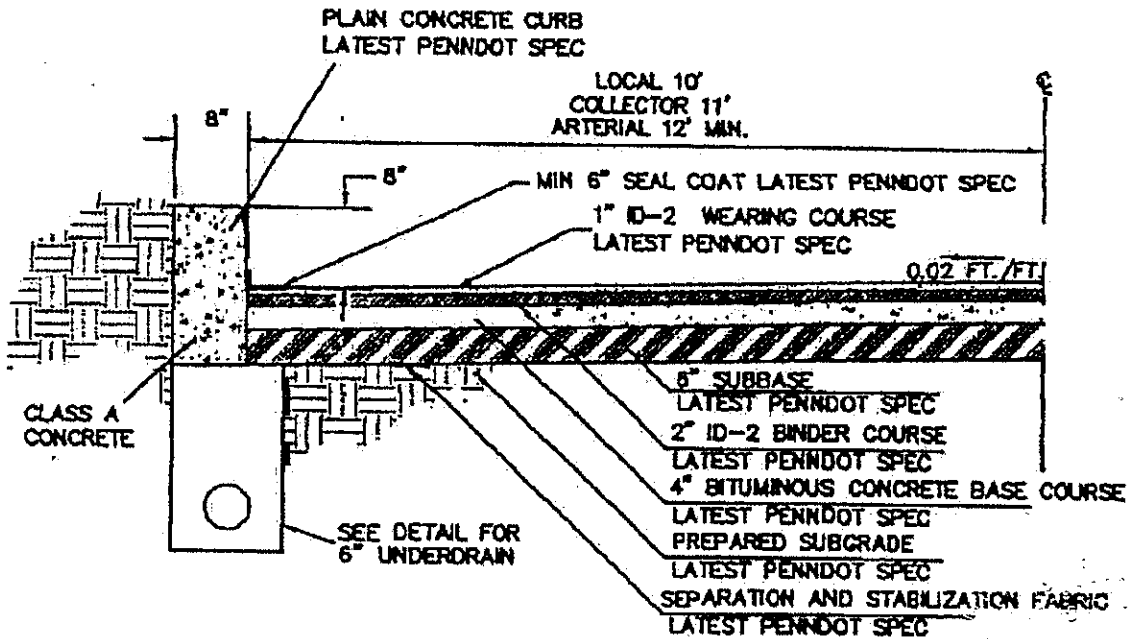 PLAIN CONCRETE CURB
LATEST PENNDOT SPEC
LOCAL 10'
COLLECTOR 11'
ARTERIAL 12' MIN.
℄
8"
8"
MIN 6" SEAL COAT LATEST PENNDOT SPEC
1" ID-2 WEARING COURSE
LATEST PENNDOT SPEC
0.02 FT./FT.
CLASS A
CONCRETE
SUBBASE
LATEST PENNDOT SPEC
2" ID-2 BINDER COURSE
LATEST PENNDOT SPEC
4" BITUMINOUS CONCRETE BASE COURSE
LATEST PENNDOT SPEC
PREPARED SUBGRADE
LATEST PENNDOT SPEC
SEPARATION AND STABILIZATION FABRIC
LATEST PENNDOT SPEC
SEE DETAIL FOR
6" UNDERDRAIN